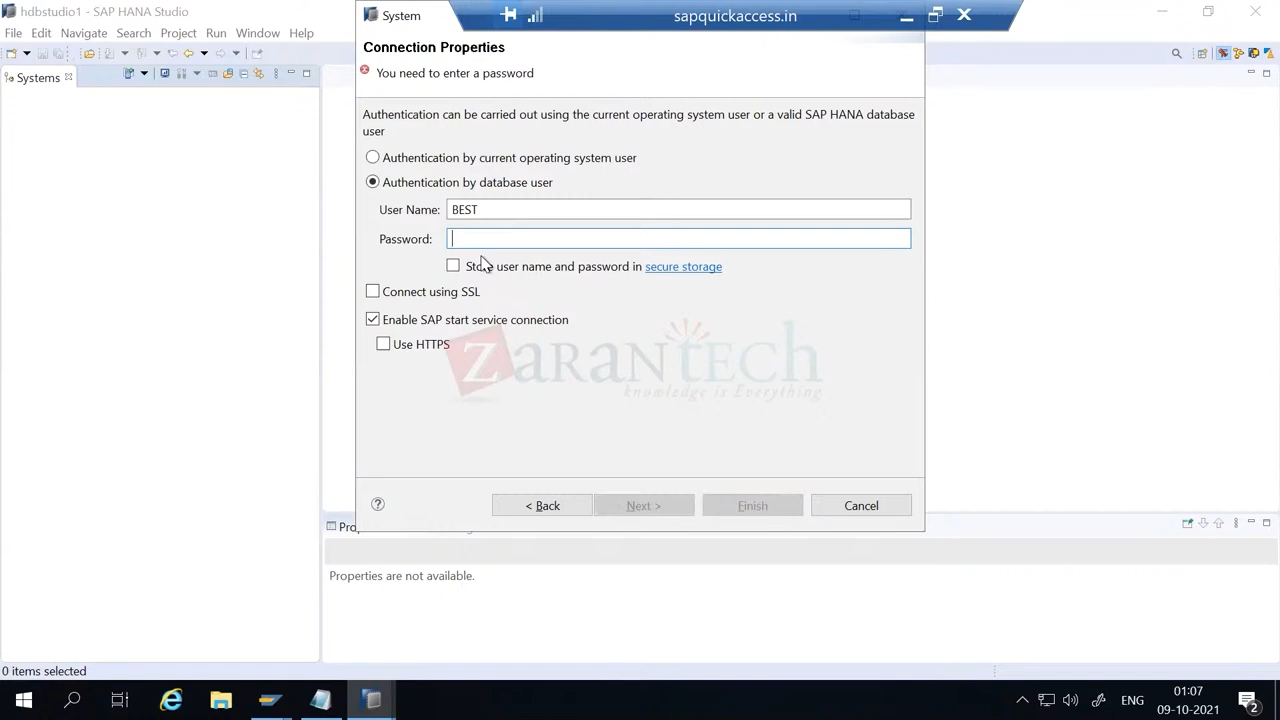 hdbstudio1 - SAP HANA Studio
System
sapquickaccess.in
File Edit Navigate Search Project Run Window Help
Connection Properties
You need to enter a password
Systems
Authentication can be carried out using the current operating system user or a valid SAP HANA database
user
Authentication by current operating system user
Authentication by database user
User Name: BEST
Password:
user name and password in secure storage
Connect using SSL
Enable SAP start service connection
Use HTTPS
ZARANTECH
knowledge is Everything
< Back Next > Finish Cancel
Properties are not available.
0 items selected
ENG
01:07
09-10-2021
2